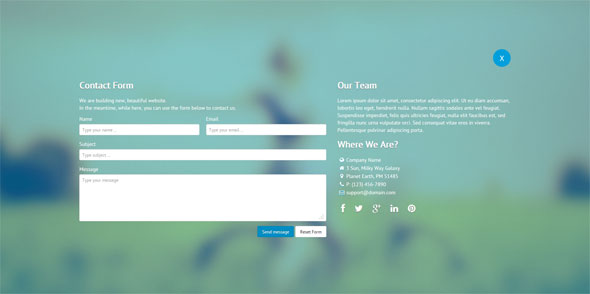 X
Contact Form
We are building new, beautiful website.
In the meantime, while here, you can use the form below to contact us.
Name
Email
Type your name...
Type your email...
Subject
Type subject...
Message
Type your message
Send message
Reset Form
Our Team
Lorem ipsum dolor sit amet, consectetur adipiscing elit. Ut eu diam accumsan,
lobortis leo eget, hendrerit nulla. Nullam sagittis sodales ante ut pulvinar.
Suspendisse imperdiet, felis quis ultricies feugiat, nulla elit faucibus est, sed
fringilla nunc urna vulputate orci. Sed consequat vitae eros in viverra.
Pellentesque pulvinar adipiscing porta.
Where We Are?
Company Name
3 Sun, Milky Way Galaxy
Planet Earth, PM 51485
P: (123) 456-7890
support@domain.com